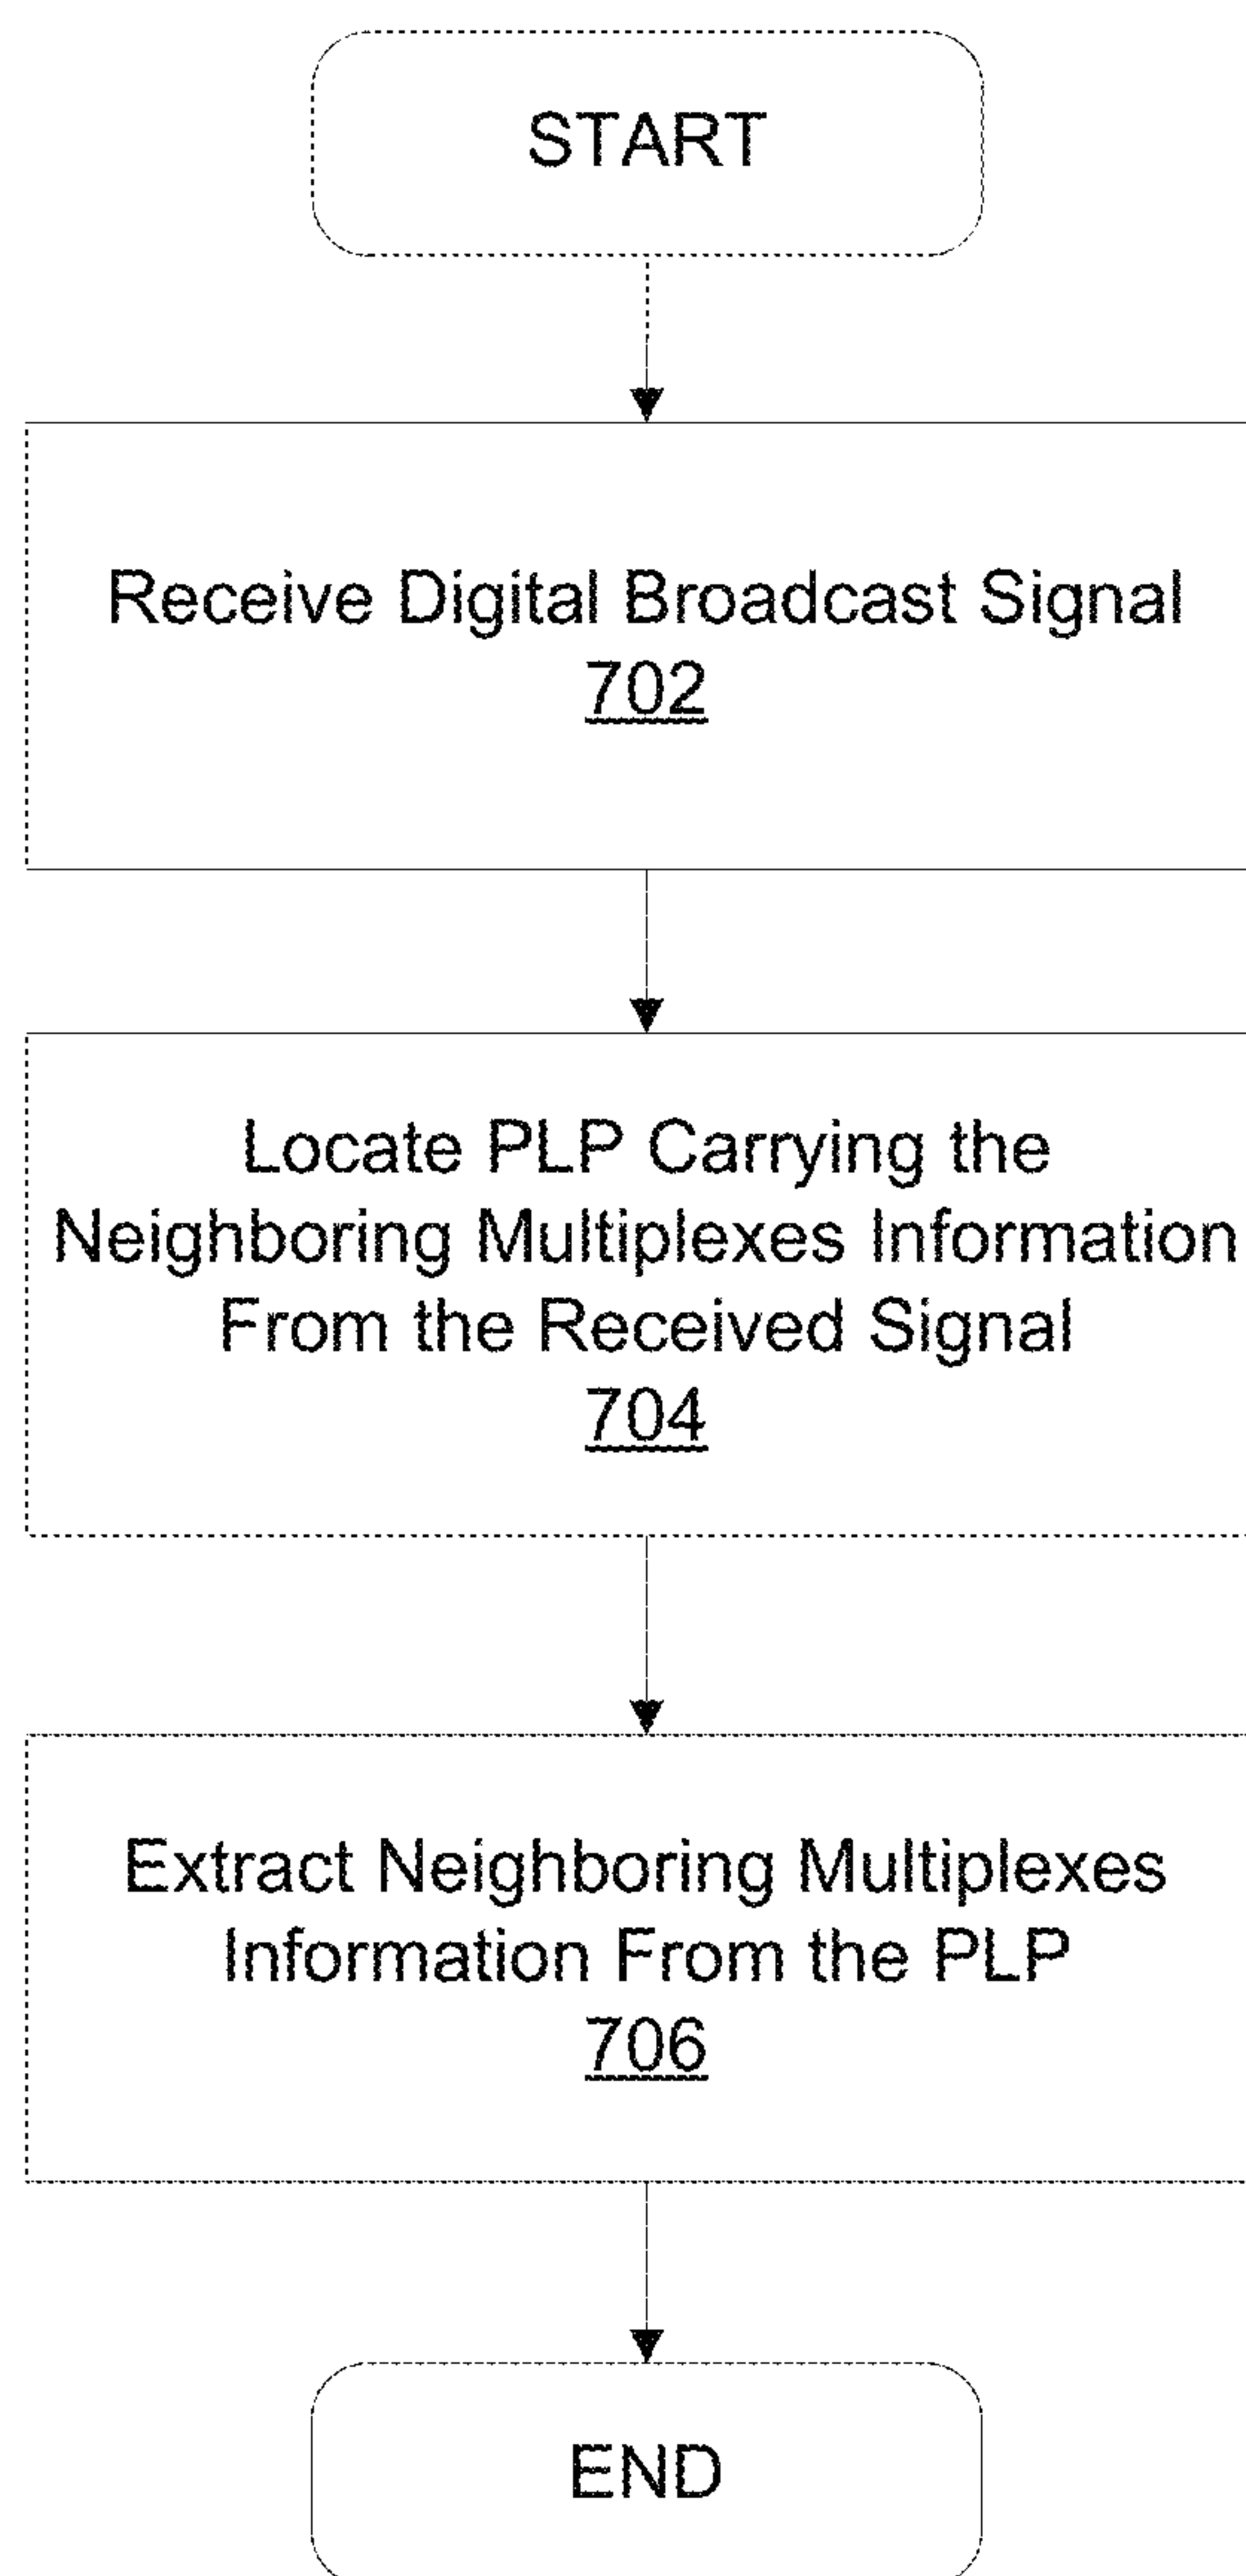 START
Receive Digital Broadcast Signal
702
Locate PLP Carrying the
Neighboring Multiplexes Information
From the Received Signal
704
Extract Neighboring Multiplexes
Information From the PLP
706
END